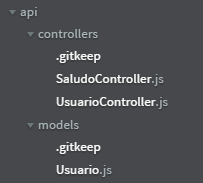 api
controllers
.gitkeep
SaludoController.js
UsuarioController.js
models
.gitkeep
Usuario.js